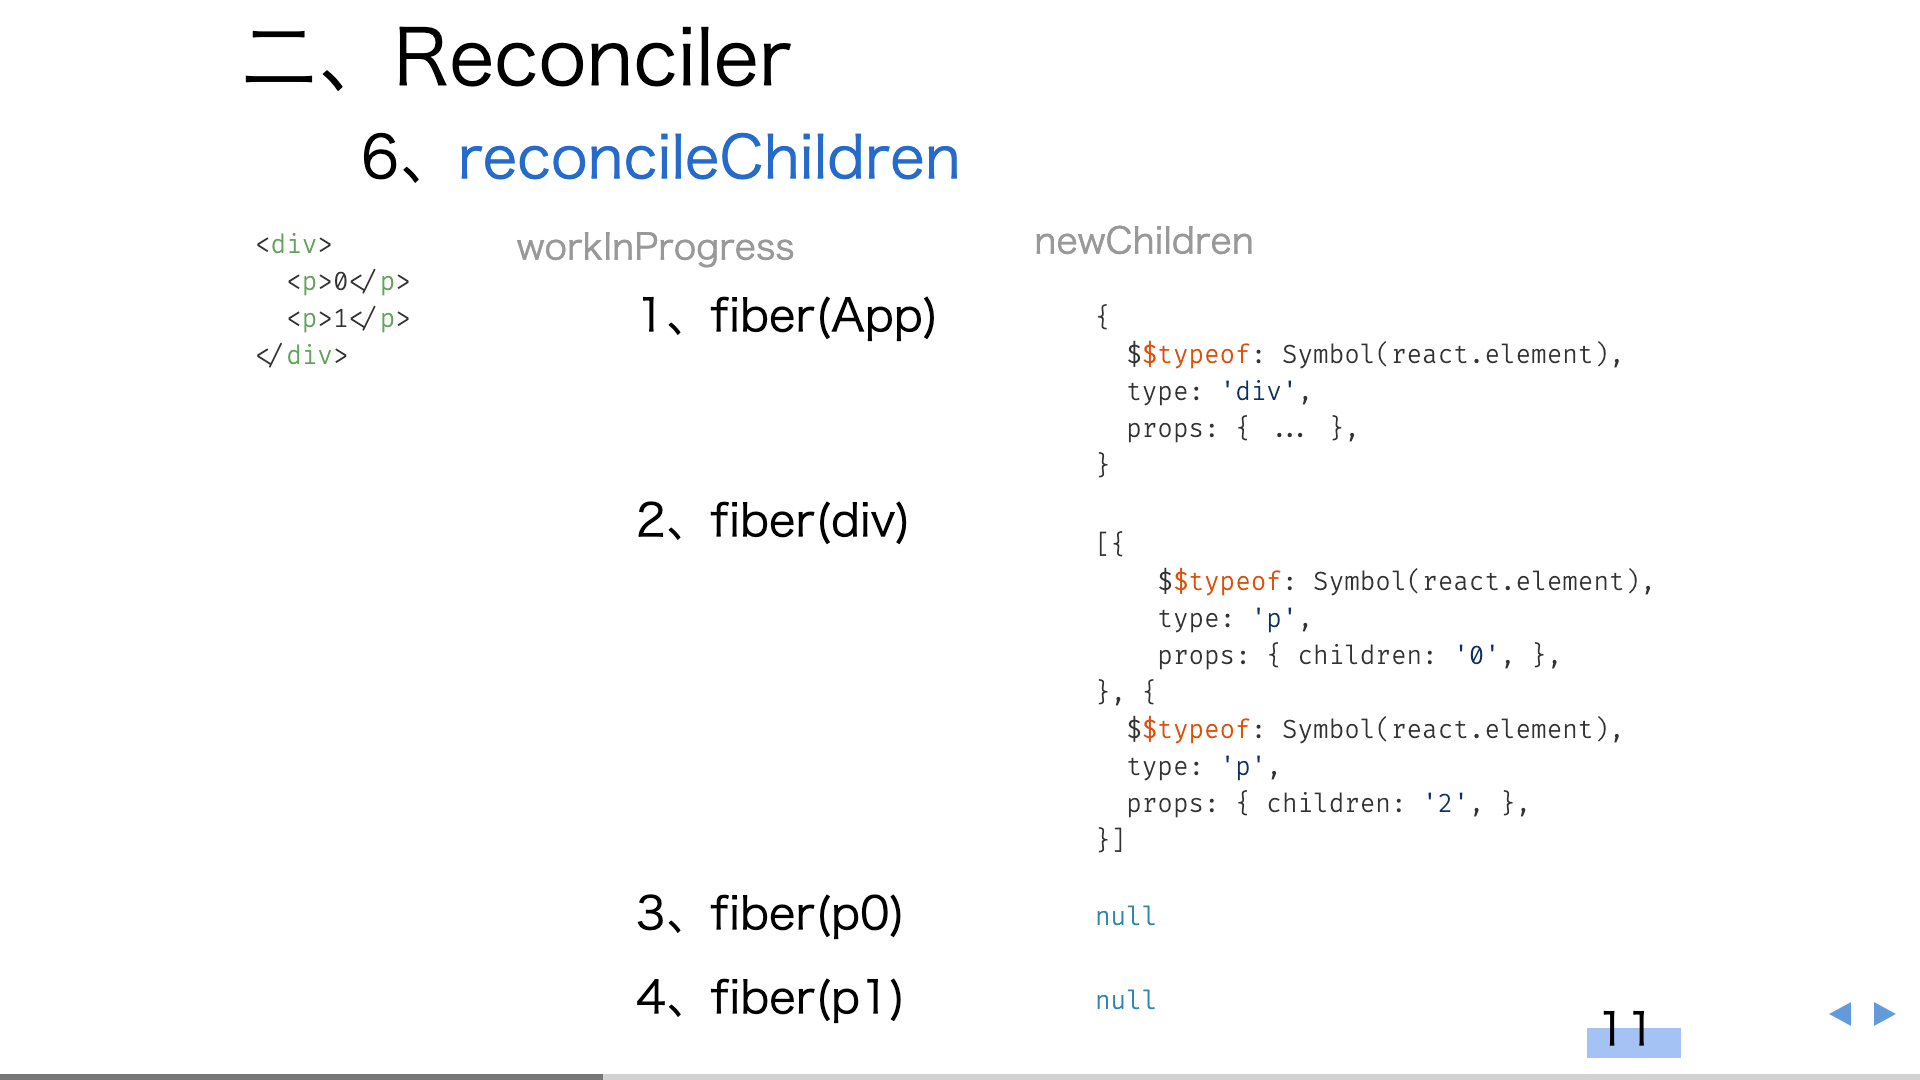 二、Reconciler
6、reconcileChildren
<div>
<p>0</p>
<p>1</p>
</div>
workInProgress
newChildren
1、fiber(App)
{
$$typeof: Symbol(react.element),
type: 'div',
props: { ... },
}
2、fiber(div)
[{
$$typeof: Symbol(react.element),
type: 'p',
props: { children: '0', },
}, {
$$typeof: Symbol(react.element),
type: 'p',
props: { children: '2', },
}]
3、fiber(p0)
null
4、fiber(p1)
null
11